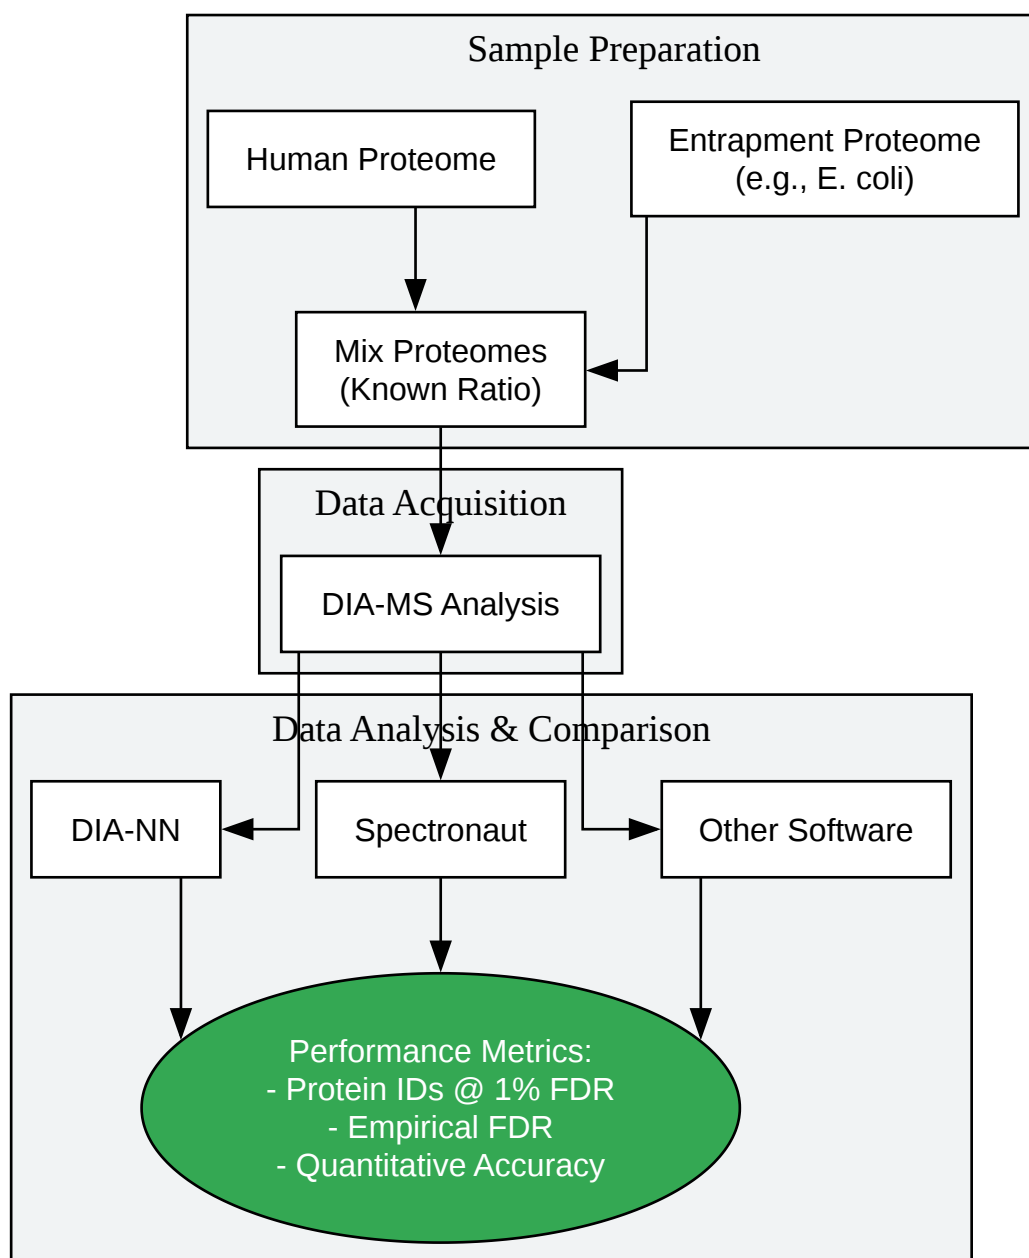 Sample Preparation
Human Proteome
Entrapment Proteome
(e.g., E. coli)
Mix Proteomes
(Known Ratio)
Data Acquisition
DIA-MS Analysis
Data Analysis & Comparison
DIA-NN
Spectronaut
Other Software
Performance Metrics:
- Protein IDs @ 1% FDR
- Empirical FDR
- Quantitative Accuracy